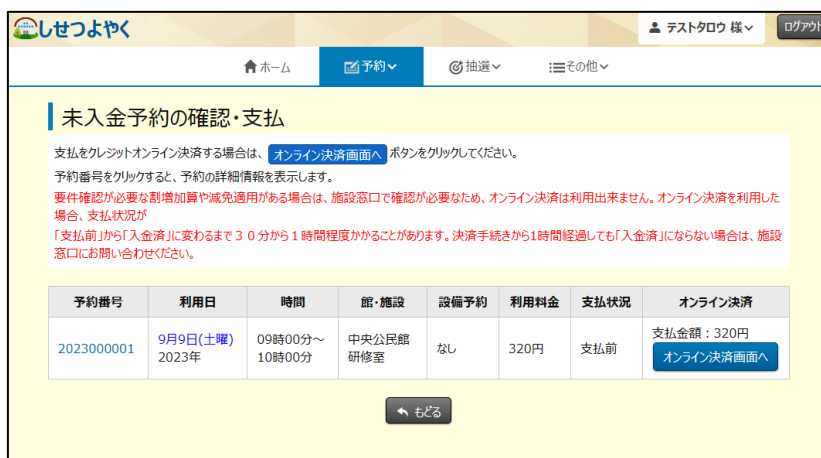 しせつよやく
テストタロウ 様
ログアウト
ホーム
予約
抽選
その他
未入金予約の確認・支払
支払をクレジットオンライン決済する場合は、 オンライン決済画面へ ボタンをクリックしてください。
予約番号をクリックすると、予約の詳細情報を表示します。
要件確認が必要な割増加算や減免適用がある場合は、施設窓口で確認が必要なため、オンライン決済は利用出来ません。オンライン決済を利用した
場合、支払状況が
「支払前」から「入金済」に変わるまで３０分から１時間程度かかることがあります。決済手続きから1時間経過しても「入金済」にならない場合は、施設
窓口にお問い合わせください。
予約番号 利用日 時間 館・施設 設備予約 利用料金 支払状況 オンライン決済
2023000001 9月9日(土曜) 2023年 09時00分～ 10時00分 中央公民館 研修室 なし 320円 支払前 支払金額：320円 オンライン決済画面へ
もどる